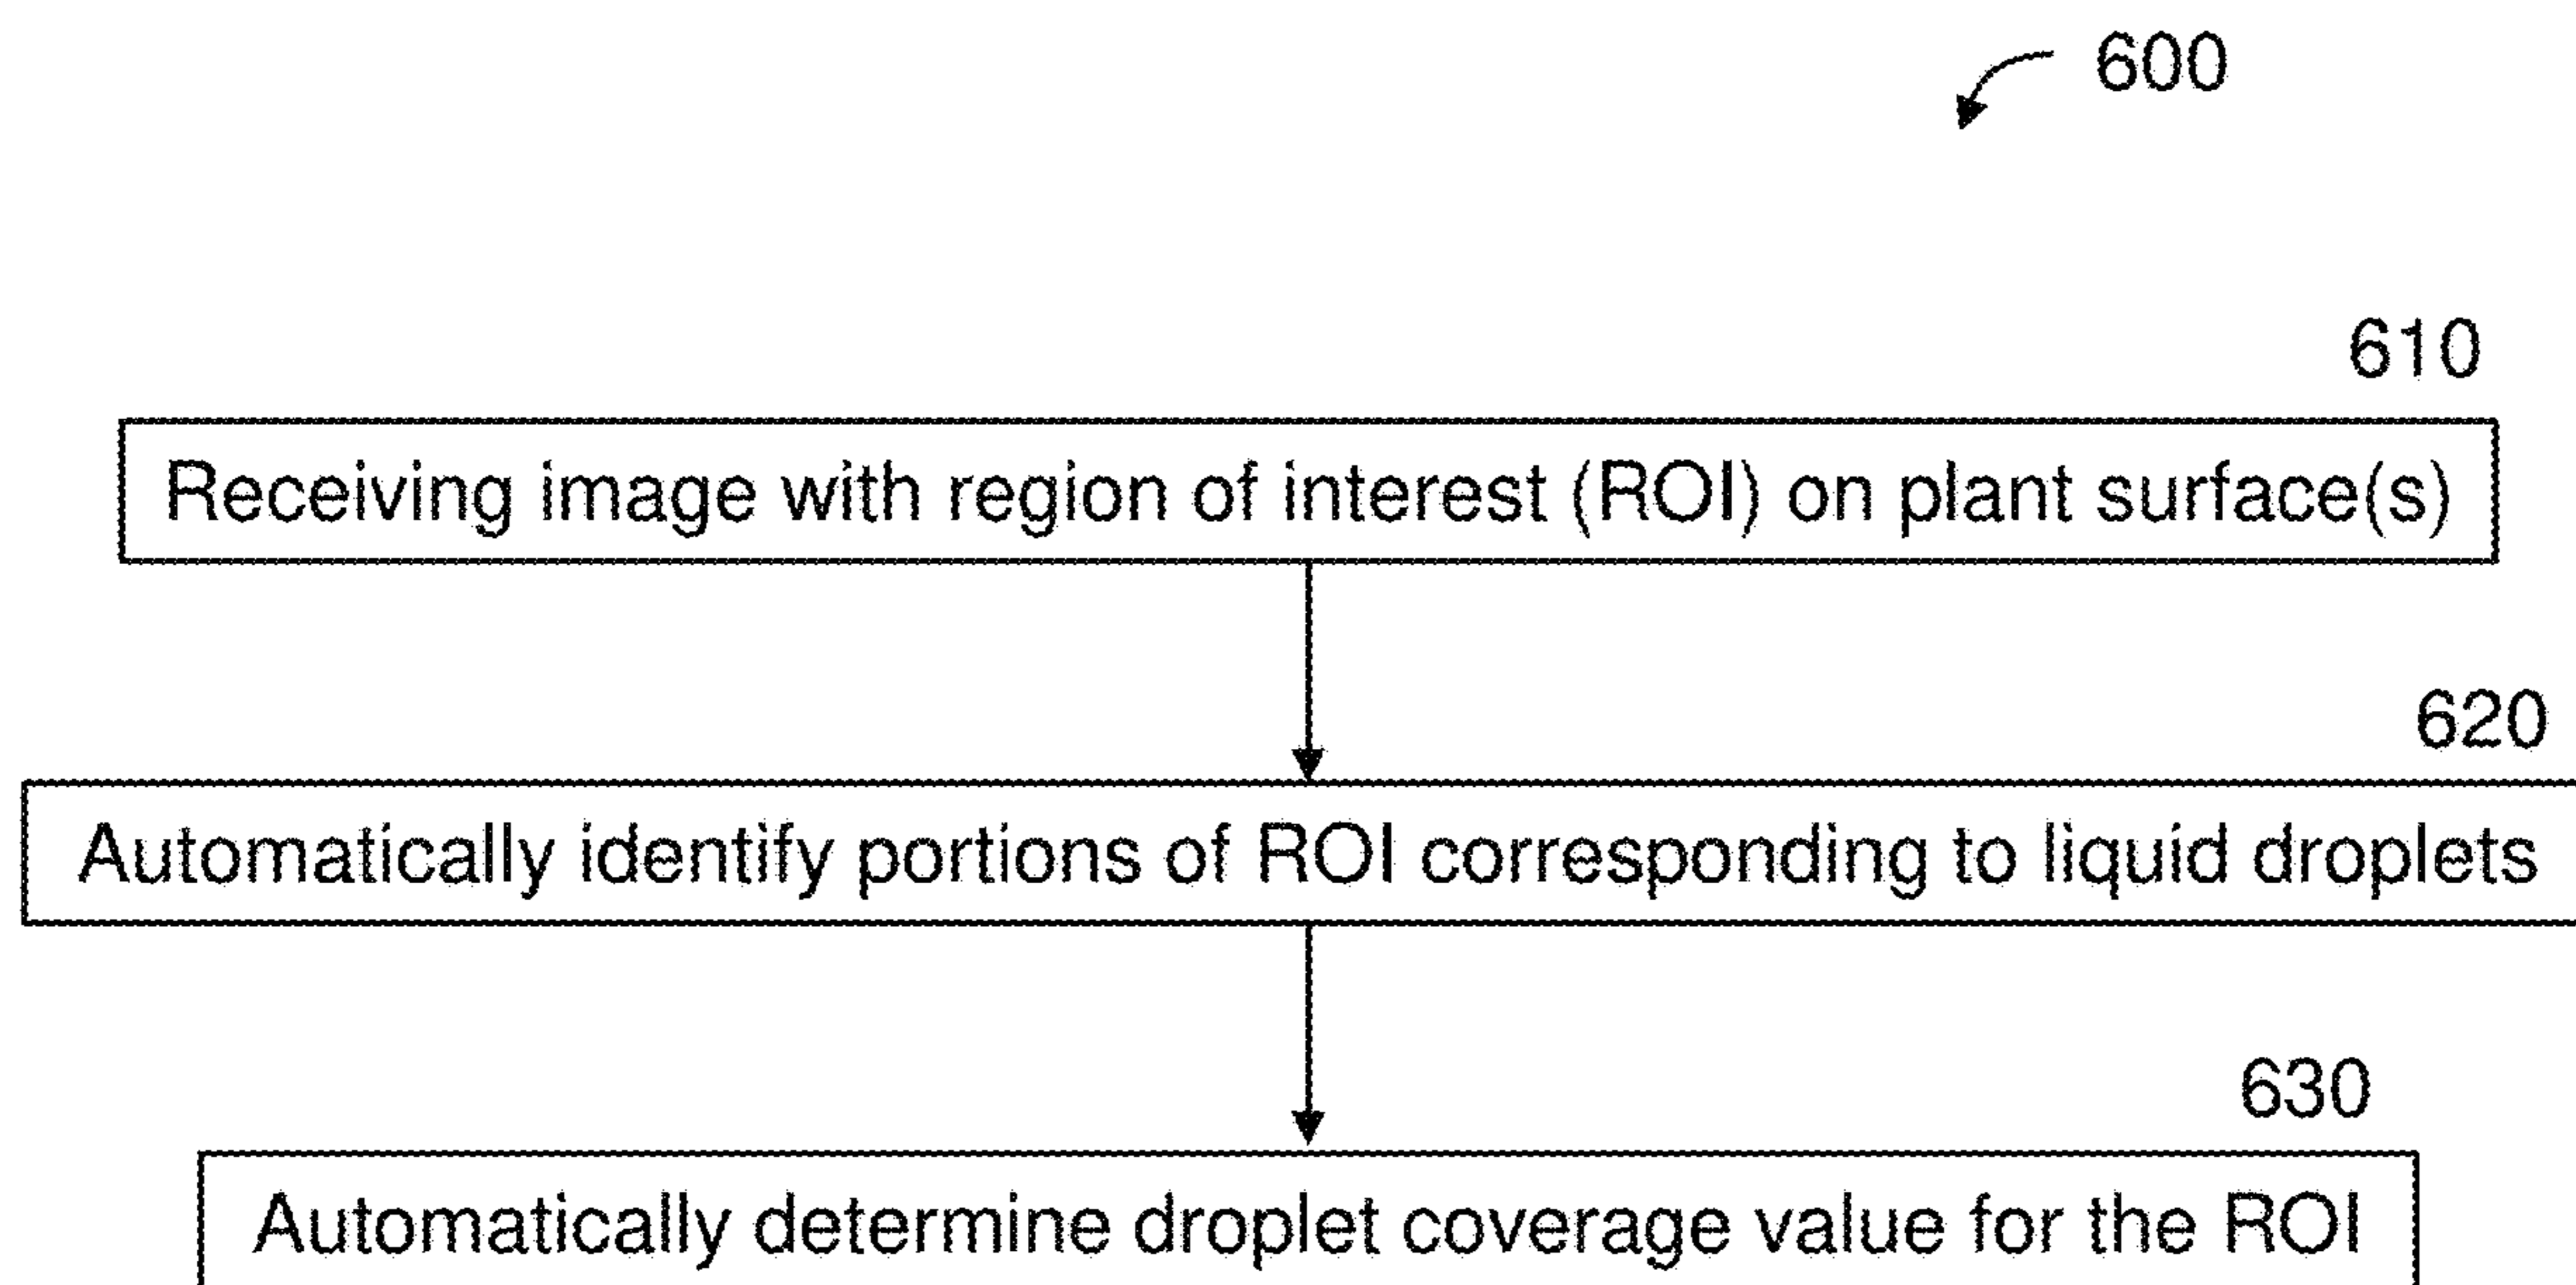 600
610
Receiving image with region of interest (ROI) on plant surface(s)
620
Automatically identify portions of ROI corresponding to liquid droplets
630
Automatically determine droplet coverage value for the ROI